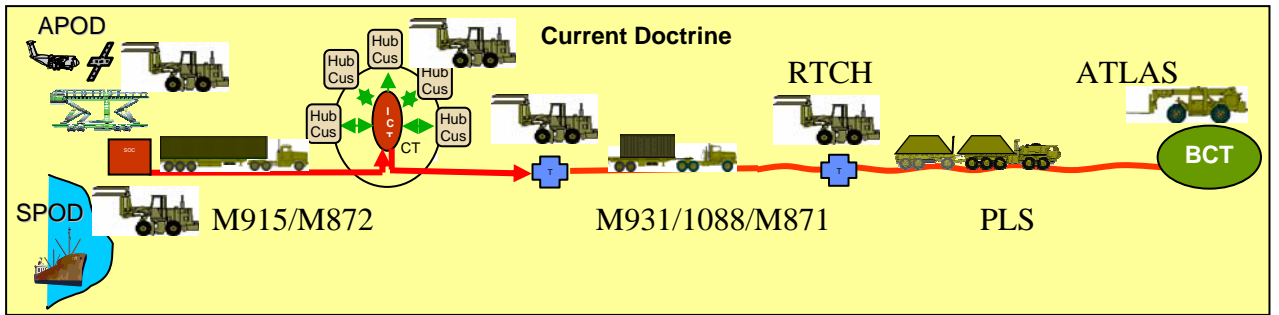 APOD
Current Doctrine
Hub
Cus
Hub
Cus
Hub
Cus
Hub
Cus
Hub
Cus
I
C
T
CT
RTCH
ATLAS
SOC
T
T
BCT
SPOD
M915/M872
M931/1088/M871
PLS